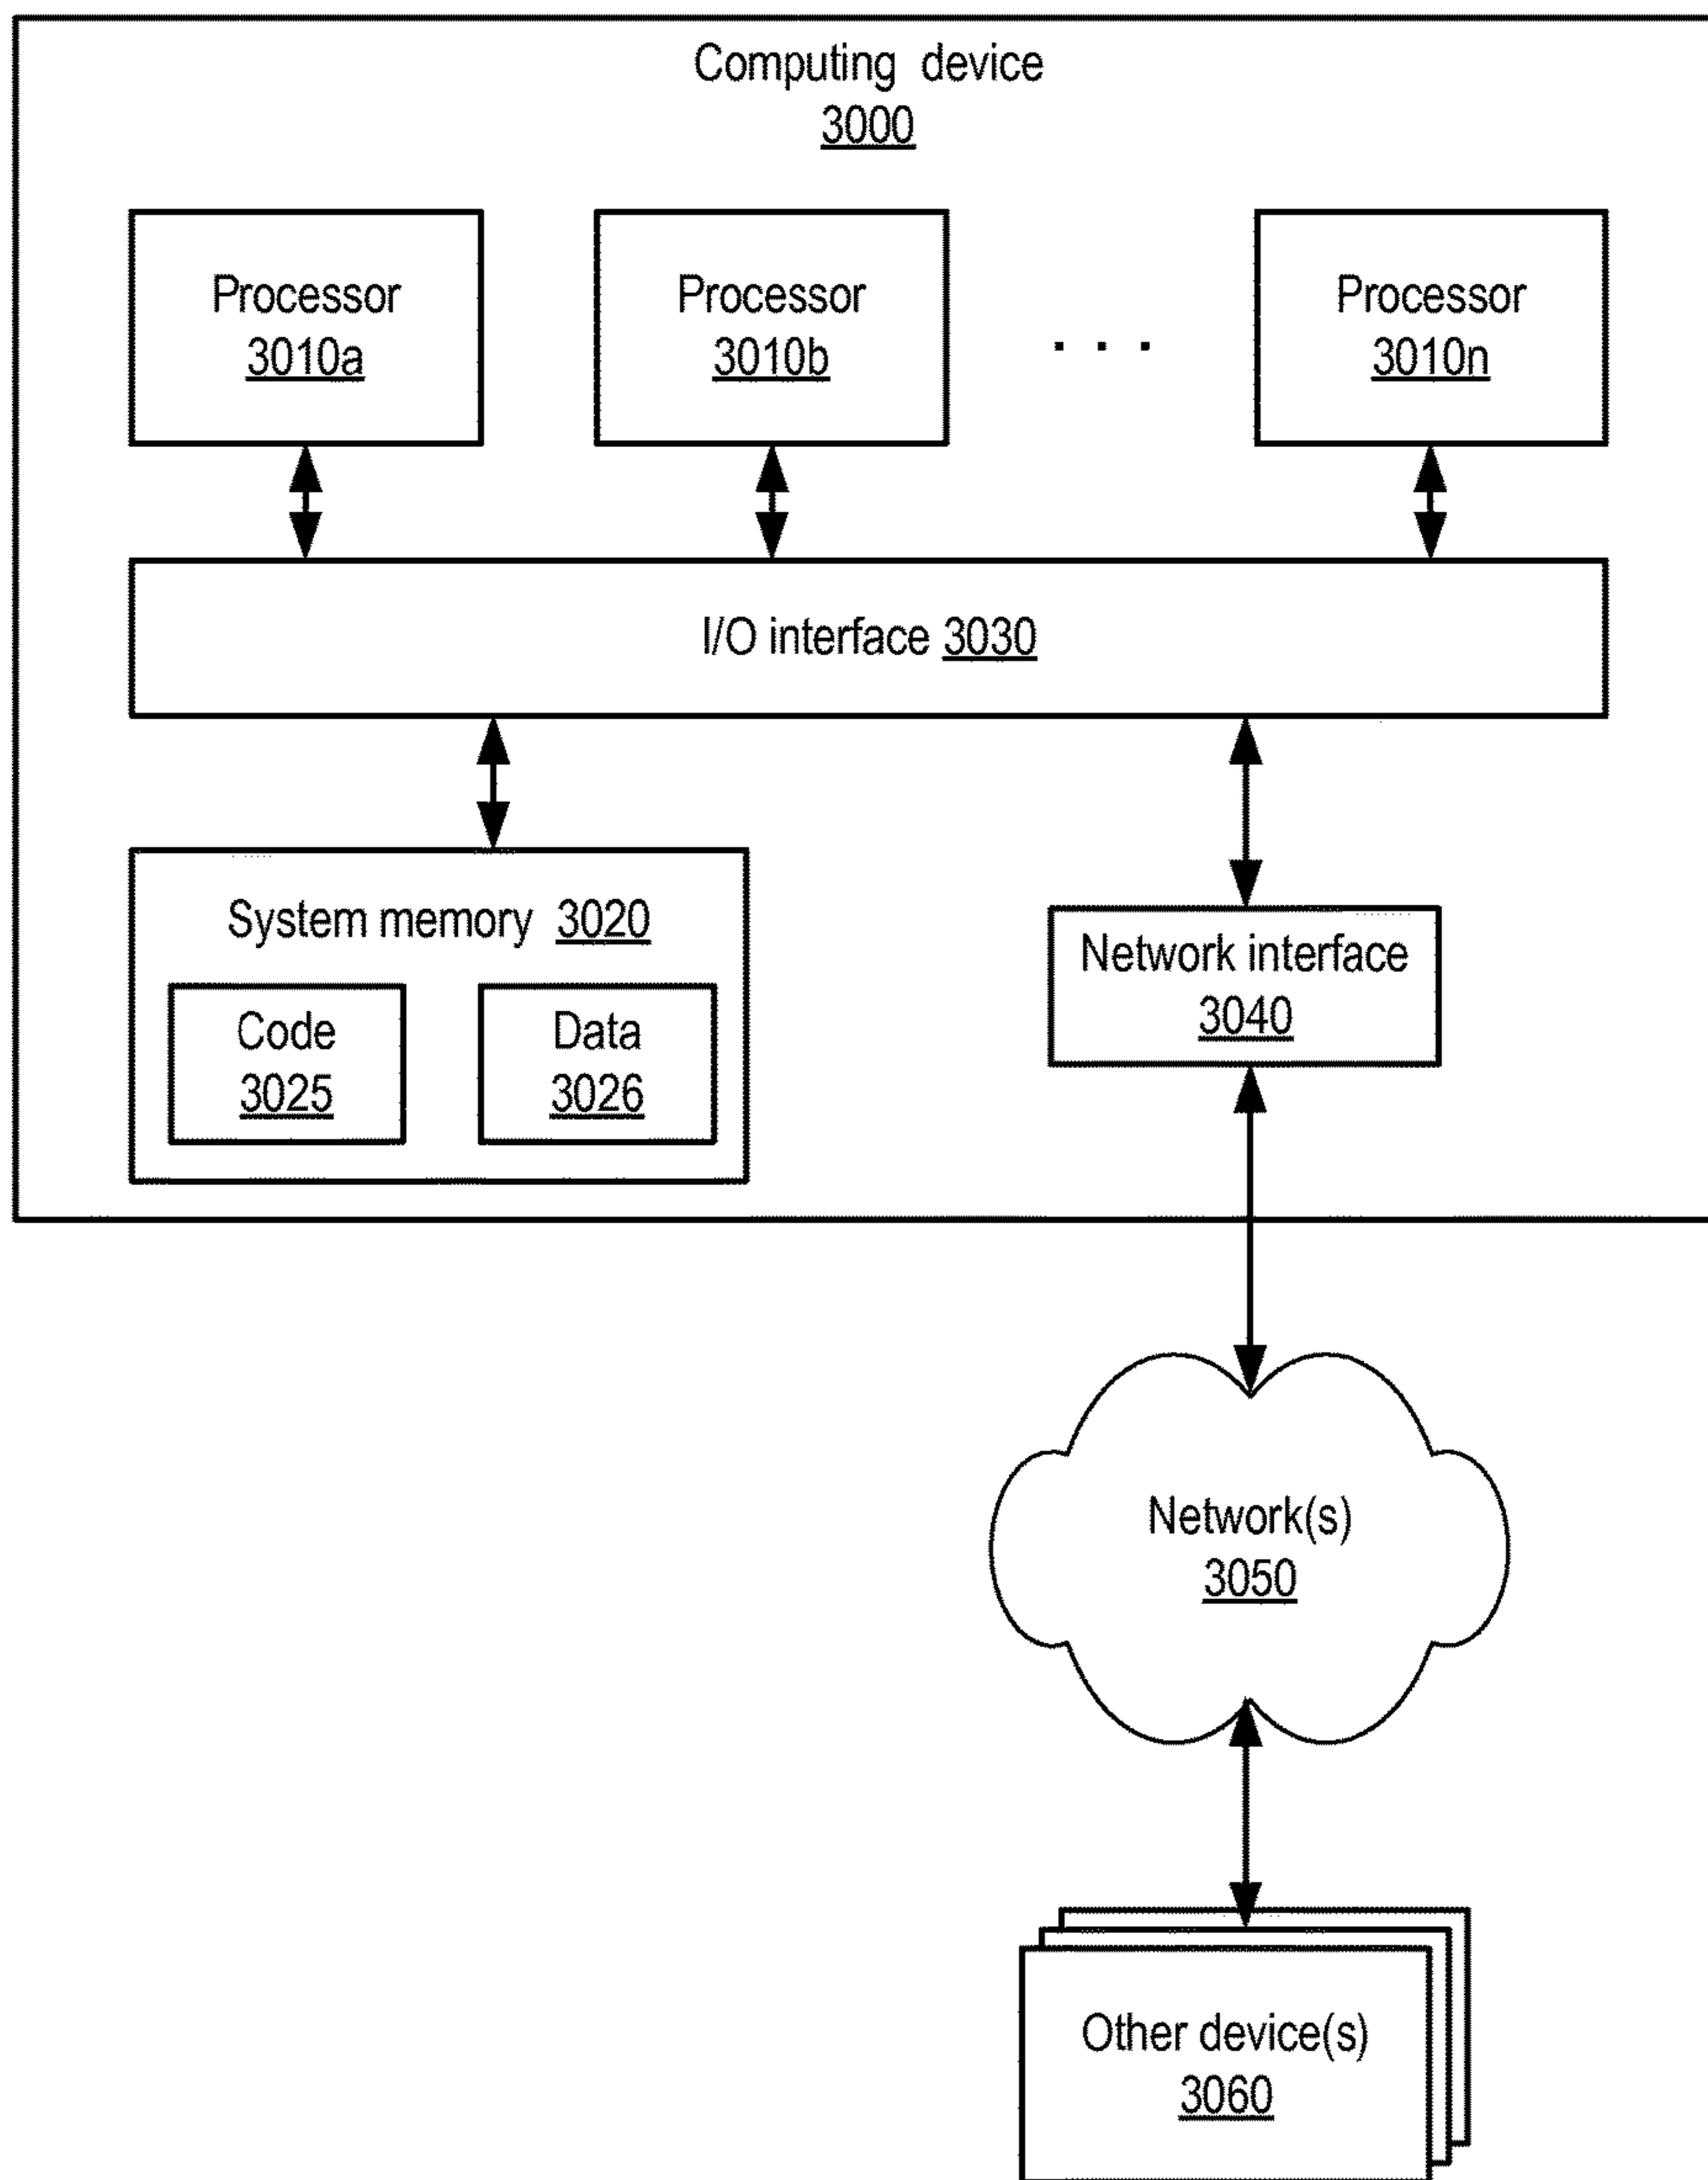 Computing device
3000
Processor
3010a
Processor
3010b
. . .
Processor
3010n
I/O interface 3030
System memory 3020
Code
3025
Data
3026
Network interface
3040
Network(s)
3050
Other device(s)
3060